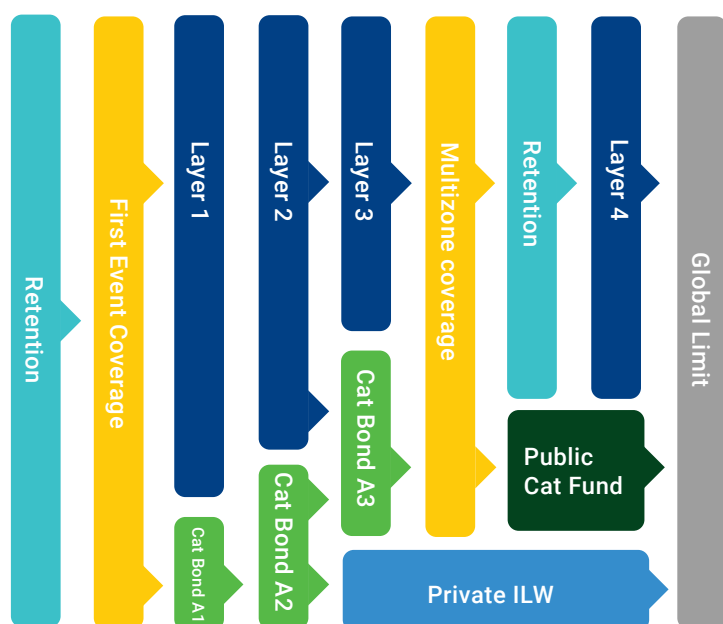 Retention
First Event Coverage
Layer 1
Cat Bond A1
Layer 2
Cat Bond A2
Layer 3
Cat Bond A3
Multizone coverage
Retention
Layer 4
Public
Cat Fund
Private ILW
Global Limit